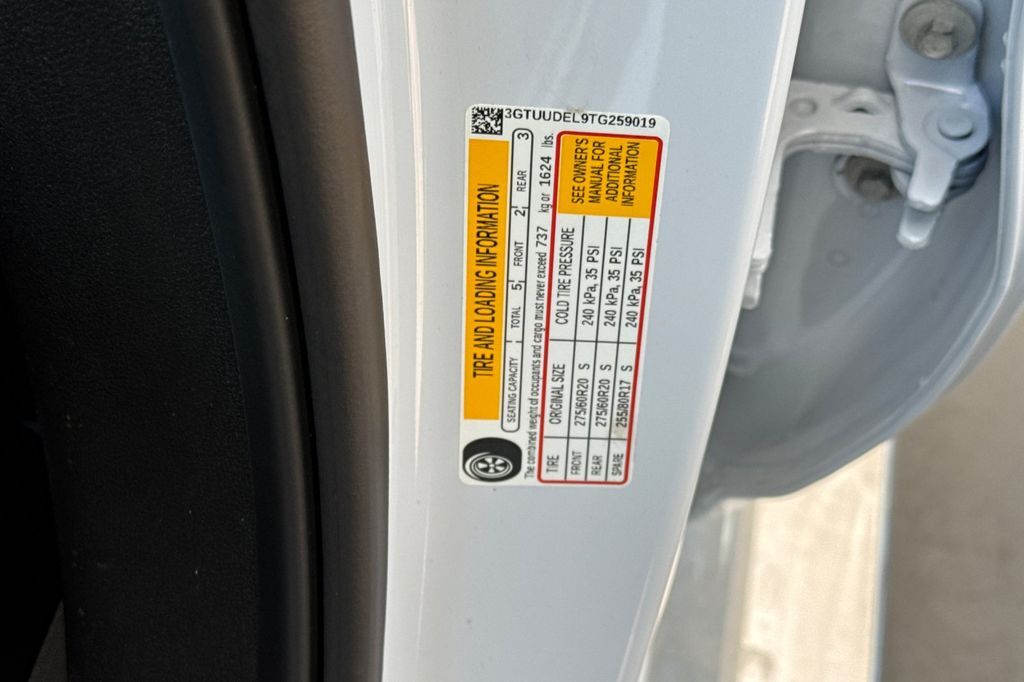 3GTUUDEL9TG259019
TIRE AND LOADING INFORMATION
SEATING CAPACITY TOTAL 5 FRONT 2 REAR 3
The combined weight of occupants and cargo must never exceed 737 kg or 1624 lbs.
TIRE ORIGINAL SIZE COLD TIRE PRESSURE
FRONT 275/60R20 S 240 kPa, 35 PSI
REAR 275/60R20 S 240 kPa, 35 PSI
SPARE 255/80R17 S 240 kPa, 35 PSI
SEE OWNER'S
MANUAL FOR
ADDITIONAL
INFORMATION